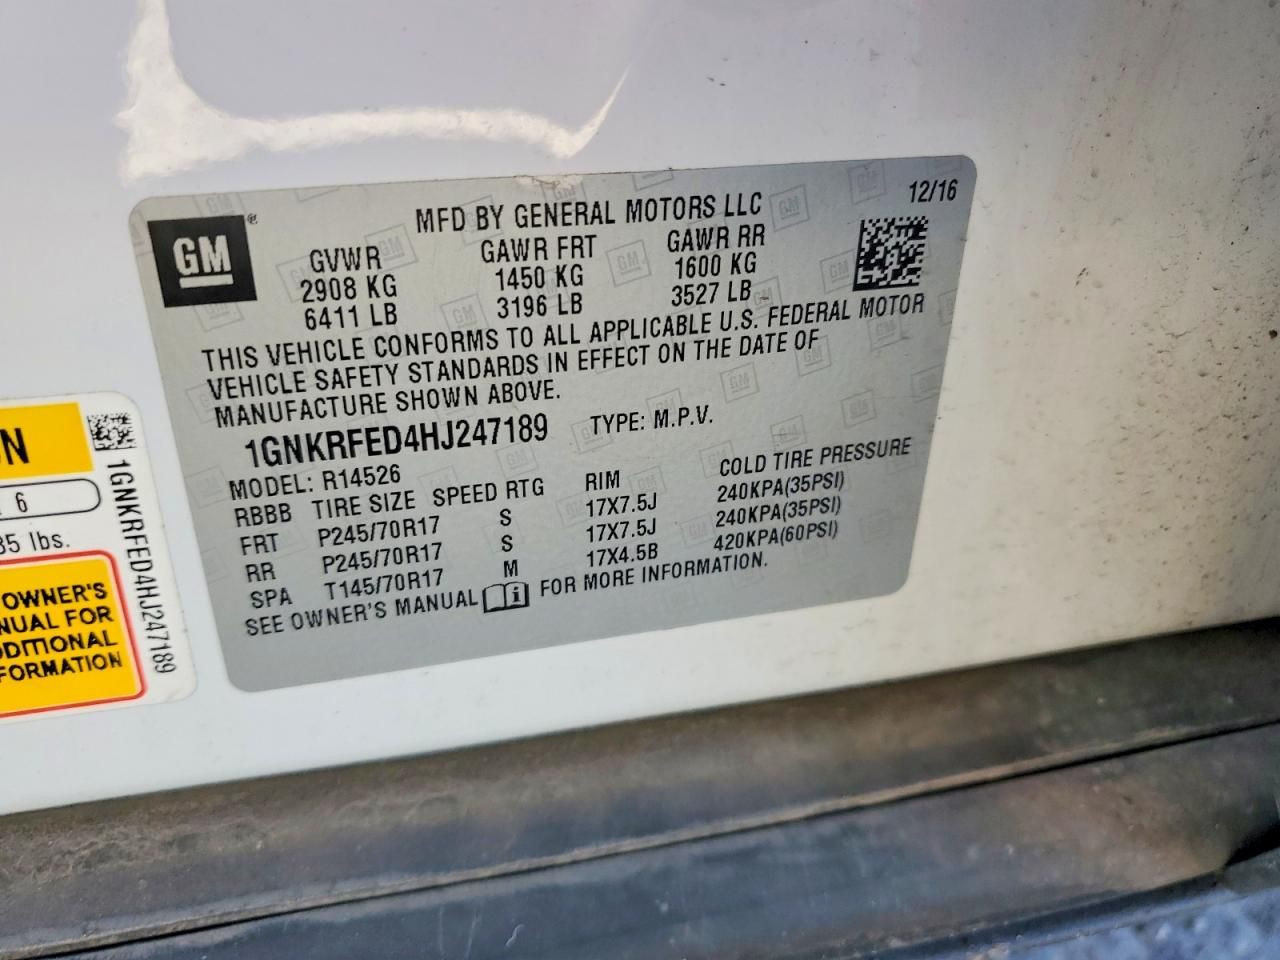 GM ®
MFD BY GENERAL MOTORS LLC
12/16
GVWR GAWR FRT GAWR RR
2908 KG 1450 KG 1600 KG
6411 LB 3196 LB 3527 LB
THIS VEHICLE CONFORMS TO ALL APPLICABLE U.S. FEDERAL MOTOR
VEHICLE SAFETY STANDARDS IN EFFECT ON THE DATE OF
MANUFACTURE SHOWN ABOVE.
1GNKRFED4HJ247189 TYPE: M.P.V.
MODEL: R14526
RBBB TIRE SIZE SPEED RTG RIM COLD TIRE PRESSURE
FRT P245/70R17 S 17X7.5J 240KPA(35PSI)
RR P245/70R17 S 17X7.5J 240KPA(35PSI)
SPA T145/70R17 M 17X4.5B 420KPA(60PSI)
SEE OWNER'S MANUAL FOR MORE INFORMATION.
6
lbs.
OWNER'S
FOR
1GNKRFED4HJ247189